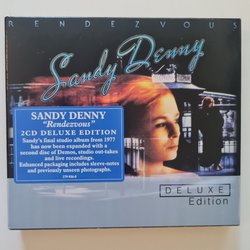 RENDEZVOUS
Sandy Denny
SANDY DENNY
"Rendezvous"
2CD DELUXE EDITION
Sandy's final studio album from 1977
has now been expanded with a
second disc of Demos, studio out-takes
and live recordings.
Enhanced packaging includes sleeve-notes
and previously unseen photographs.
DELUXE
Edition